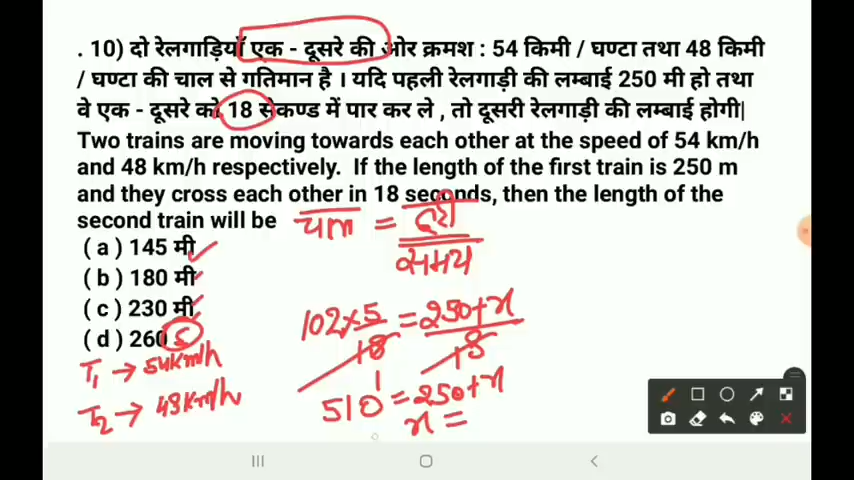 . 10) दो रेलगाड़ियाँ एक - दूसरे की ओर क्रमश : 54 किमी / घण्टा तथा 48 किमी
/ घण्टा की चाल से गतिमान है । यदि पहली रेलगाड़ी की लम्बाई 250 मी हो तथा
वे एक - दूसरे को 18 सेकण्ड में पार कर ले , तो दूसरी रेलगाड़ी की लम्बाई होगी|
Two trains are moving towards each other at the speed of 54 km/h
and 48 km/h respectively. If the length of the first train is 250 m
and they cross each other in 18 seconds, then the length of the
second train will be
चाल = दूरी
समय
( a ) 145 मी
( b ) 180 मी
( c ) 230 मी
( d ) 260
102 × 5 = 250 + x
18 18
T1 → 54 km/h
T2 → 48 km/h
510 = 250 + x
x =